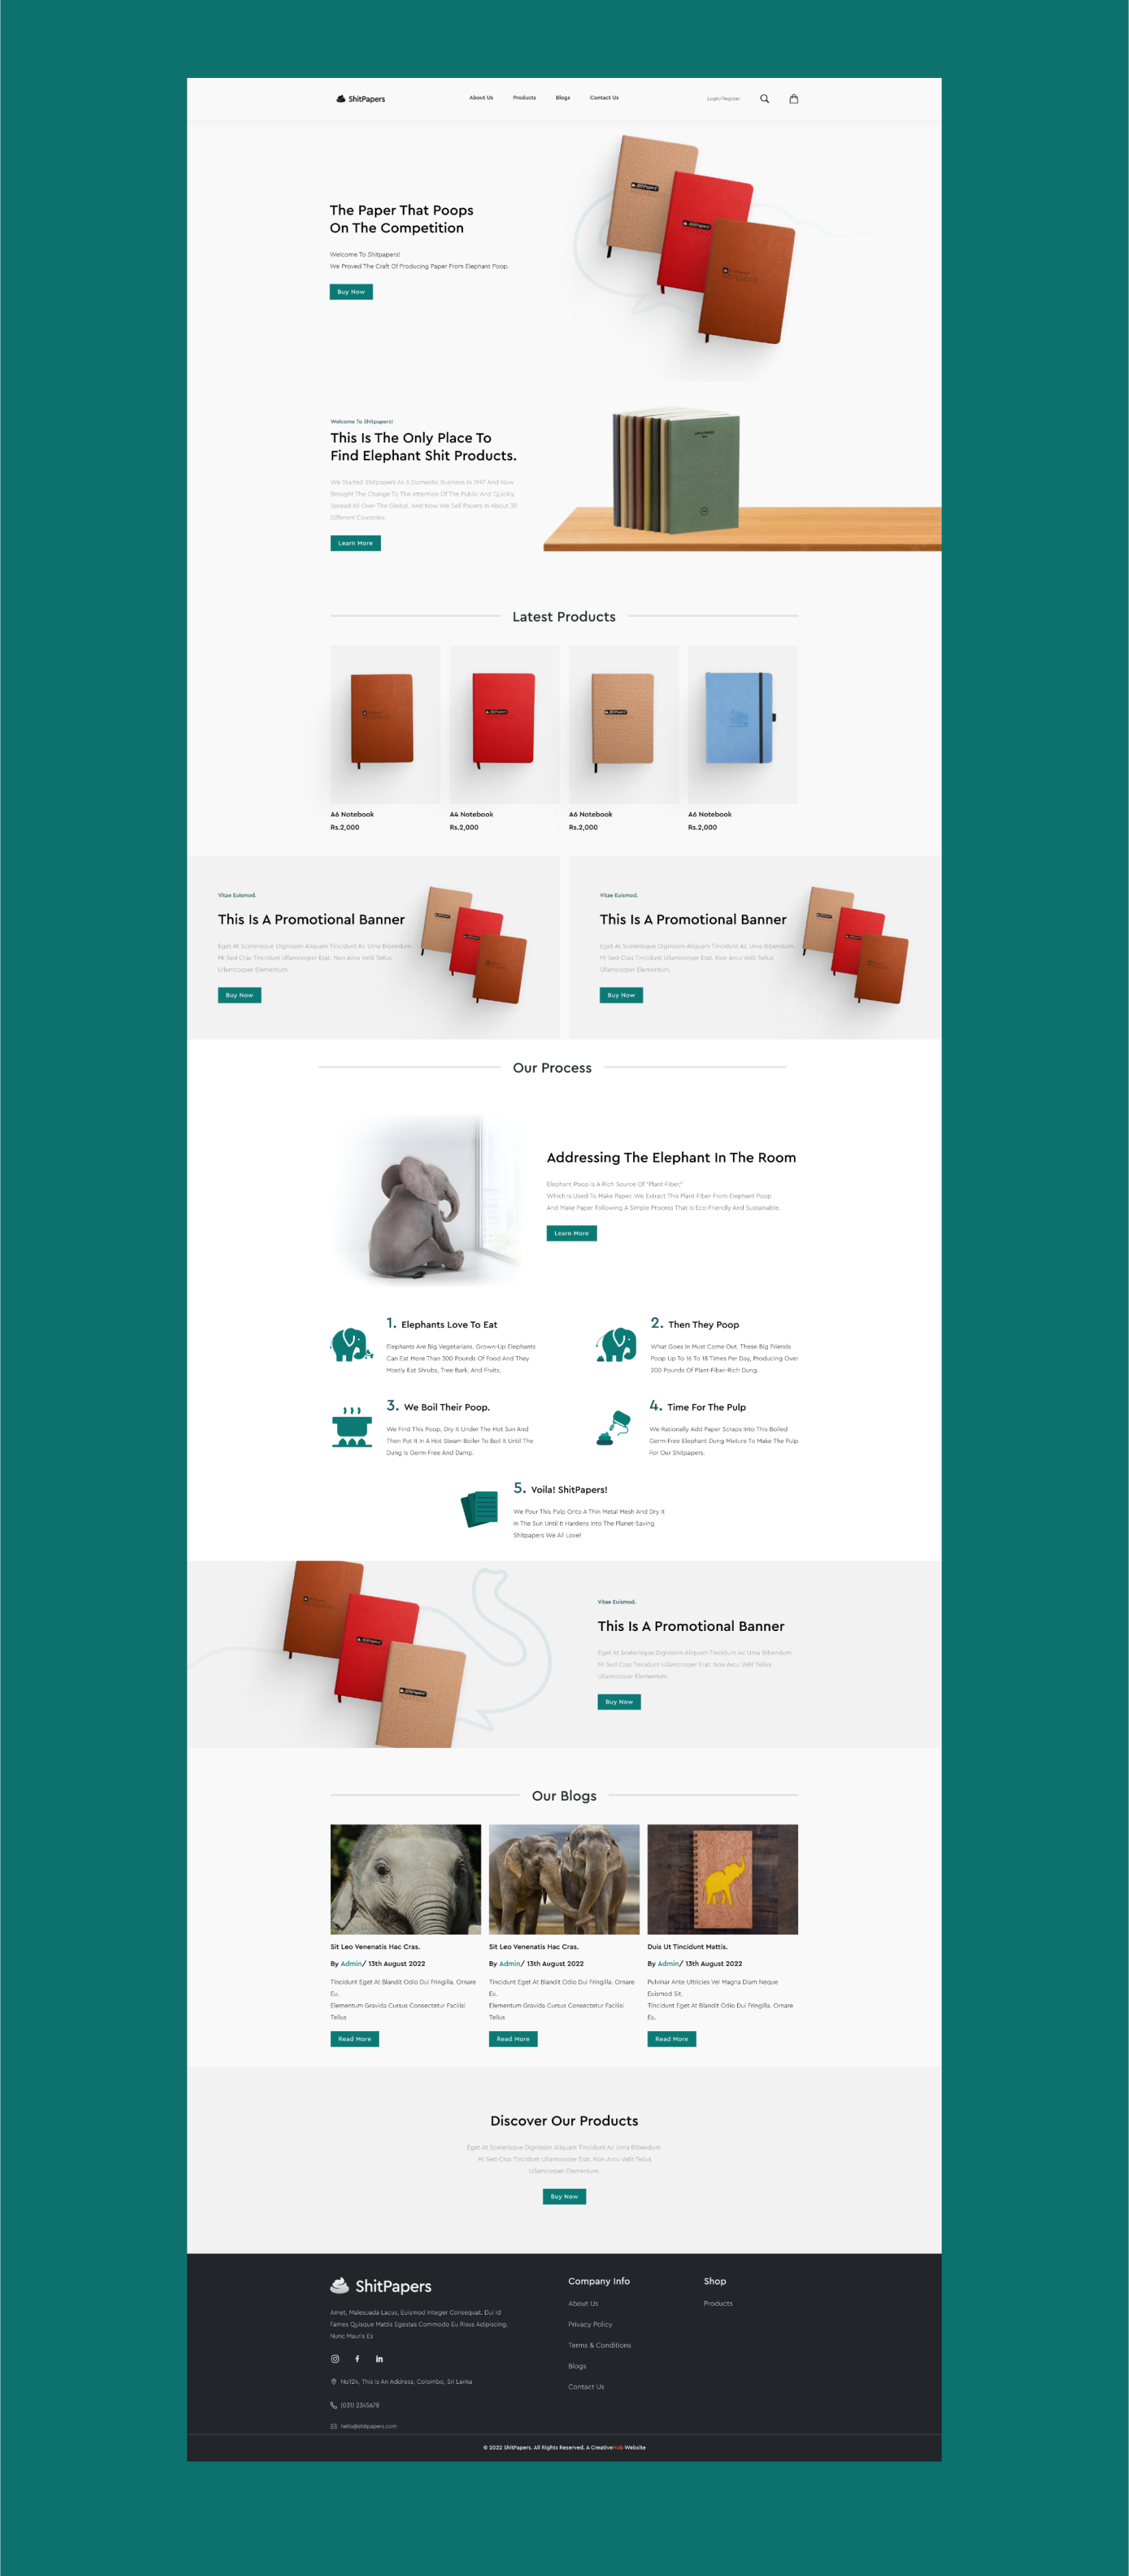 ShitPapers
About Us
Products
Blogs
Contact Us
Login/Register
The Paper That Poops
On The Competition
Welcome To Shitpapers!
We Proved The Craft Of Producing Paper From Elephant Poop.
Buy Now
ShitPapers
ShitPapers
NOTEBOOK
Welcome To Shitpapers!
This Is The Only Place To
Find Elephant Shit Products.
We Started Shitpapers As A Domestic Business In 1997 And Now
Brought The Change To The Attention Of The Public And Quickly
Spread All Over The Global. And Now We Sell Papers In About 30
Different Countries.
Learn More
Latest Products
A6 Notebook
Rs.2,000
A4 Notebook
Rs.2,000
A6 Notebook
Rs.2,000
A6 Notebook
Rs.2,000
Vitae Euismod.
This Is A Promotional Banner
Eget At Scelerisque Dignissim Aliquam Tincidunt Ac Urna Bibendum.
Mi Sed Cras Tincidunt Ullamcorper Erat. Non Arcu Velit Tellus
Ullamcorper Elementum.
Buy Now
Vitae Euismod.
This Is A Promotional Banner
Eget At Scelerisque Dignissim Aliquam Tincidunt Ac Urna Bibendum.
Mi Sed Cras Tincidunt Ullamcorper Erat. Non Arcu Velit Tellus
Ullamcorper Elementum.
Buy Now
Our Process
Addressing The Elephant In The Room
Elephant Poop Is A Rich Source Of "Plant-Fiber,"
Which Is Used To Make Paper. We Extract This Plant-Fiber From Elephant Poop
And Make Paper Following A Simple Process That Is Eco-Friendly And Sustainable.
Learn More
1. Elephants Love To Eat
Elephants Are Big Vegetarians. Grown-Up Elephants
Can Eat More Than 300 Pounds Of Food And They
Mostly Eat Shrubs, Tree Bark, And Fruits.
2. Then They Poop
What Goes In Must Come Out. These Big Friends
Poop Up To 16 To 18 Times Per Day, Producing Over
200 Pounds Of Plant-Fiber-Rich Dung.
3. We Boil Their Poop.
We Find This Poop, Dry It Under The Hot Sun And
Then Put It In A Hot Steam Boiler To Boil It Until The
Dung Is Germ-Free And Damp.
4. Time For The Pulp
We Rationally Add Paper Scraps Into This Boiled
Germ-Free Elephant Dung Mixture To Make The Pulp
For Our Shitpapers.
5. Voila! ShitPapers!
We Pour This Pulp Onto A Thin Metal Mesh And Dry It
In The Sun Until It Hardens Into The Planet-Saving
Shitpapers We All Love!
ShitPapers
ShitPapers
Vitae Euismod.
This Is A Promotional Banner
Eget At Scelerisque Dignissim Aliquam Tincidunt Ac Urna Bibendum.
Mi Sed Cras Tincidunt Ullamcorper Erat. Non Arcu Velit Tellus
Ullamcorper Elementum.
Buy Now
Our Blogs
Sit Leo Venenatis Hac Cras.
By Admin/ 13th August 2022
Tincidunt Eget At Blandit Odio Dui Fringilla. Ornare
Eu.
Elementum Gravida Cursus Consectetur Facilisi
Tellus
Read More
Sit Leo Venenatis Hac Cras.
By Admin/ 13th August 2022
Tincidunt Eget At Blandit Odio Dui Fringilla. Ornare
Eu.
Elementum Gravida Cursus Consectetur Facilisi
Tellus
Read More
Duis Ut Tincidunt Mattis.
By Admin/ 13th August 2022
Pulvinar Ante Ultricies Vel Magna Diam Neque
Euismod Sit.
Tincidunt Eget At Blandit Odio Dui Fringilla. Ornare
Eu.
Read More
Discover Our Products
Eget At Scelerisque Dignissim Aliquam Tincidunt Ac Urna Bibendum.
Mi Sed Cras Tincidunt Ullamcorper Erat. Non Arcu Velit Tellus
Ullamcorper Elementum.
Buy Now
ShitPapers
Amet, Malesuada Lacus, Euismod Integer Consequat. Dui Id
Fames Quisque Mattis Egestas Commodo Eu Risus Adipiscing.
Nunc Mauris Es
No124, This Is An Address, Colombo, Sri Lanka
(031) 2345678
hello@shitpapers.com
Company Info
About Us
Privacy Policy
Terms & Conditions
Blogs
Contact Us
Shop
Products
© 2022 ShitPapers. All Rights Reserved. A CreativeHub Website